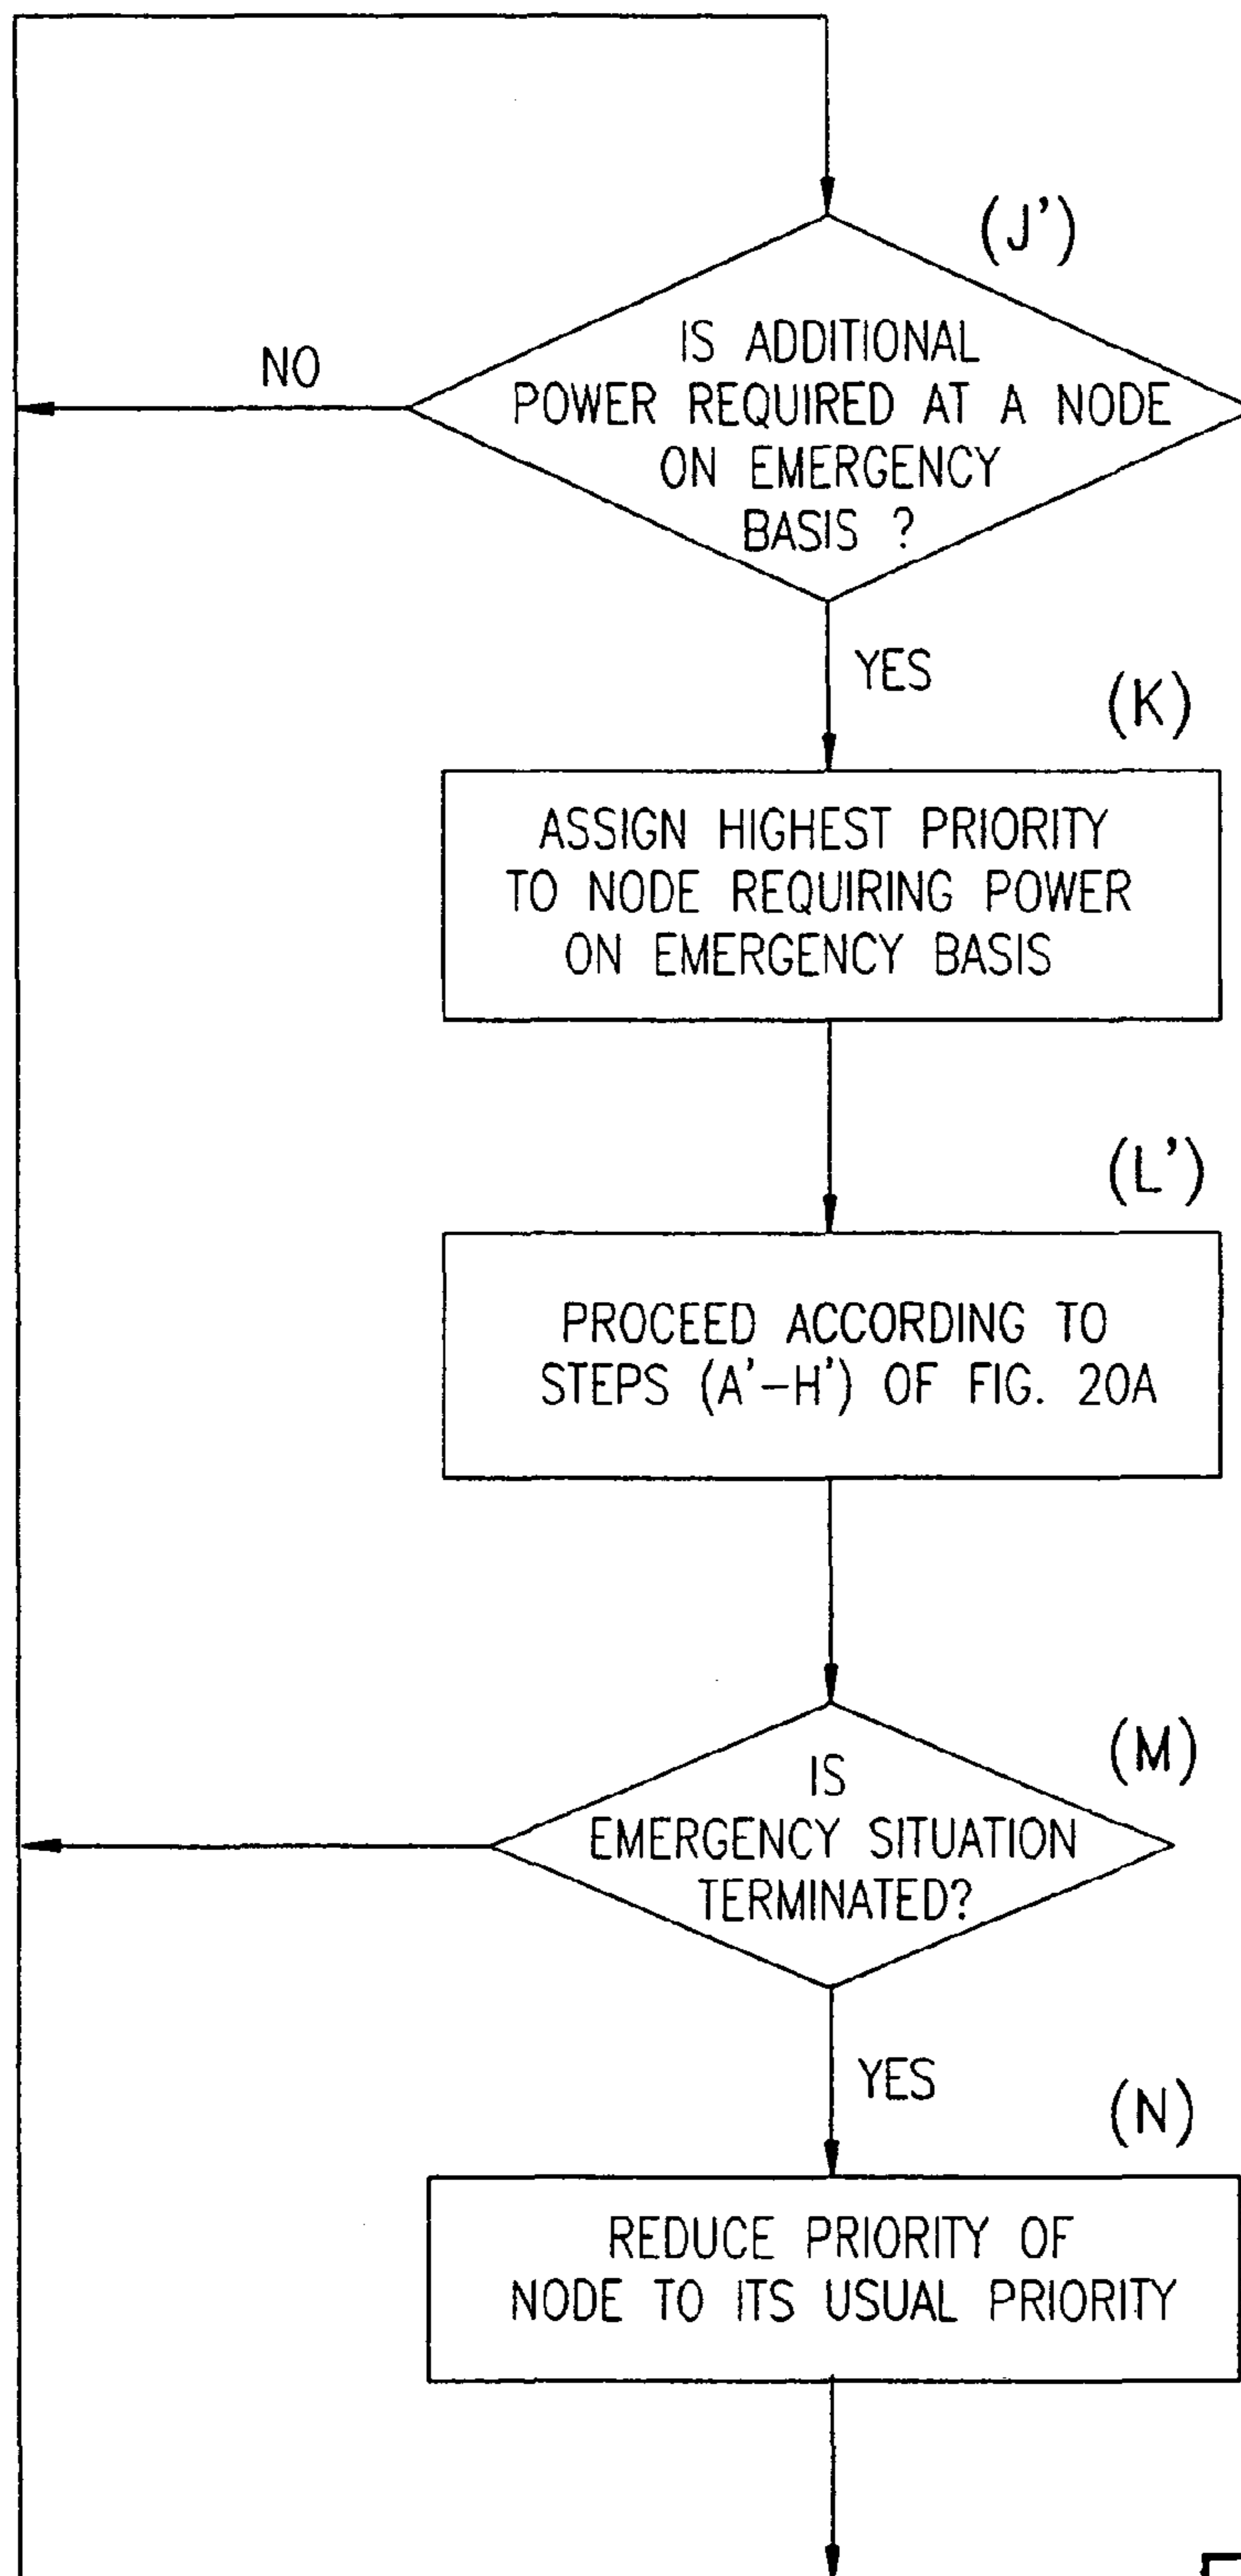 (J')
IS ADDITIONAL
POWER REQUIRED AT A NODE
ON EMERGENCY
BASIS ?
NO
YES
(K)
ASSIGN HIGHEST PRIORITY
TO NODE REQUIRING POWER
ON EMERGENCY BASIS
(L')
PROCEED ACCORDING TO
STEPS (A'-H') OF FIG. 20A
(M)
IS
EMERGENCY SITUATION
TERMINATED?
YES
(N)
REDUCE PRIORITY OF
NODE TO ITS USUAL PRIORITY